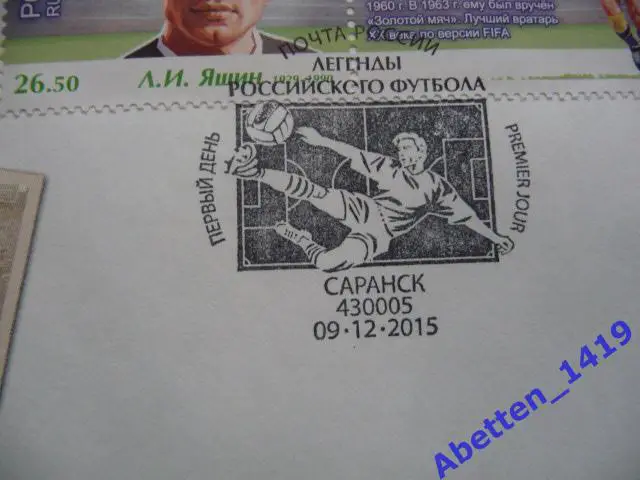 1960 г. В 1963 г ему был вручён
«Золотой мяч». Лучший вратарь
XX века по версии FIFA
26.50
Л.И. Яшин 1929-1990
ПОЧТА РОССИИ
ЛЕГЕНДЫ
РОССИЙСКОГО ФУТБОЛА
ПЕРВЫЙ ДЕНЬ
PREMIER JOUR
САРАНСК
430005
09·12·2015
Abetten_1419